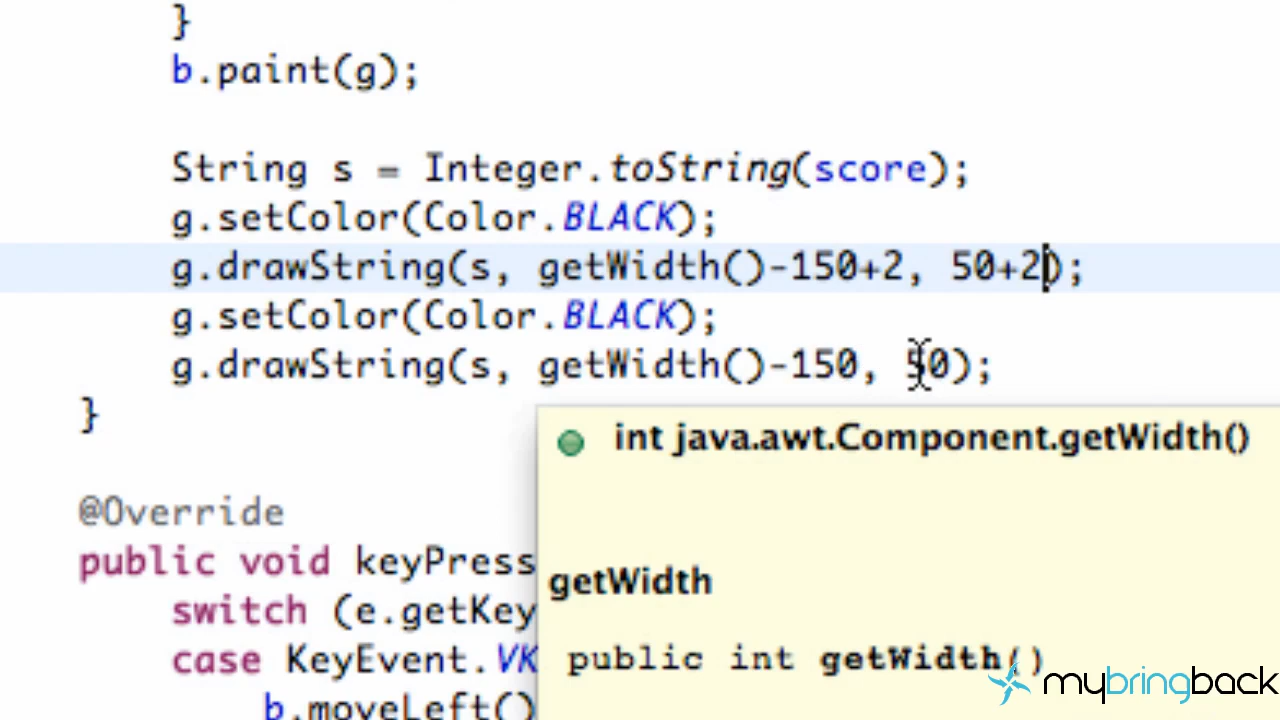 }
b.paint(g);
String s = Integer.toString(score);
g.setColor(Color.BLACK);
g.drawString(s, getWidth()-150+2, 50+2);
g.setColor(Color.BLACK);
g.drawString(s, getWidth()-150, 50);
}
int java.awt.Component.getWidth()
@Override
public void keyPress
getWidth
switch (e.getKey
case KeyEvent.VK
public int getWidth()
b.moveLeft()
mybringback